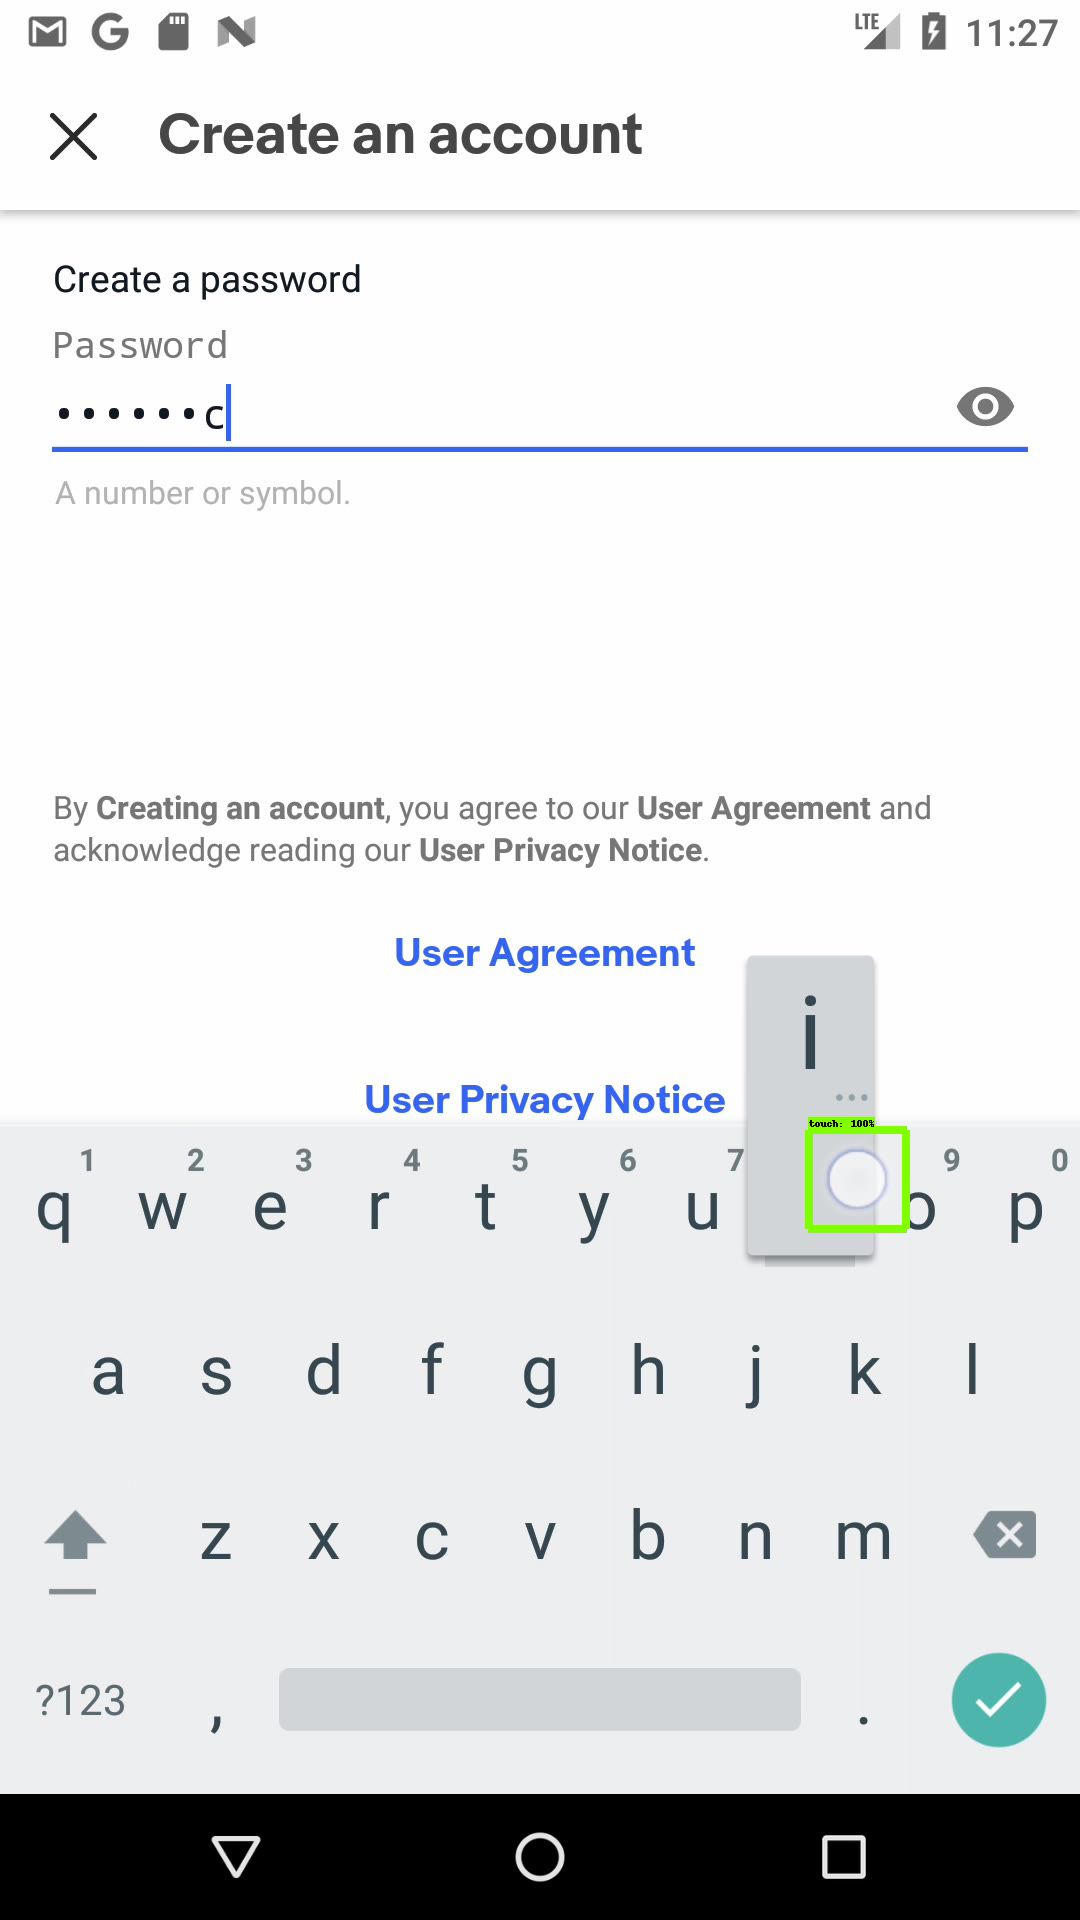 LTE 11:27
Create an account
Create a password
Password
••••••c
A number or symbol.
By Creating an account, you agree to our User Agreement and
acknowledge reading our User Privacy Notice.
User Agreement
i
...
User Privacy Notice
touch: 100%
1 2 3 4 5 6 7 9 0
q w e r t y u o p
a s d f g h j k l
z x c v b n m
?123 , .